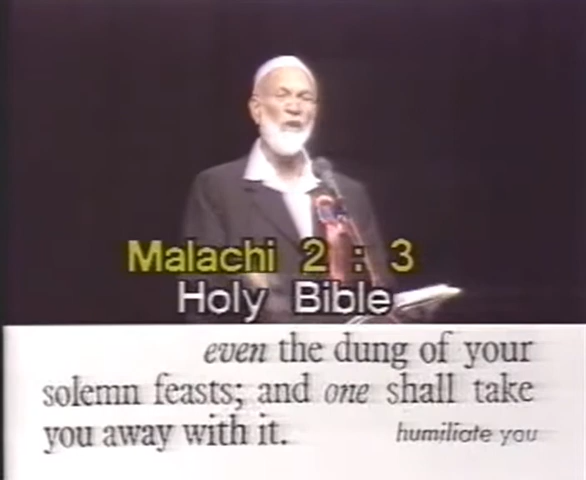 Malachi 2 : 3
Holy Bible
even the dung of your
solemn feasts; and one shall take
you away with it. humiliate you